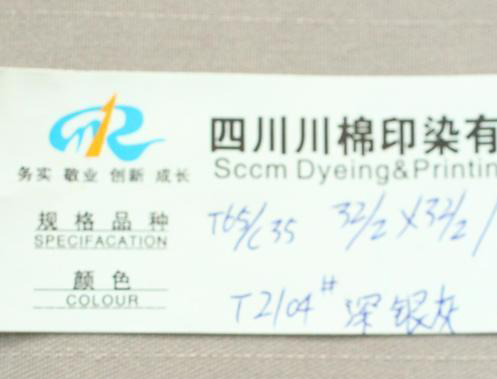 四川川棉印染有
Sccm Dyeing&Printin
务实 敬业 创新 成长
规格品种 T65/C35 32/2 X 32/2 /
SPECIFACATION
颜色 T2104# 深银灰
COLOUR